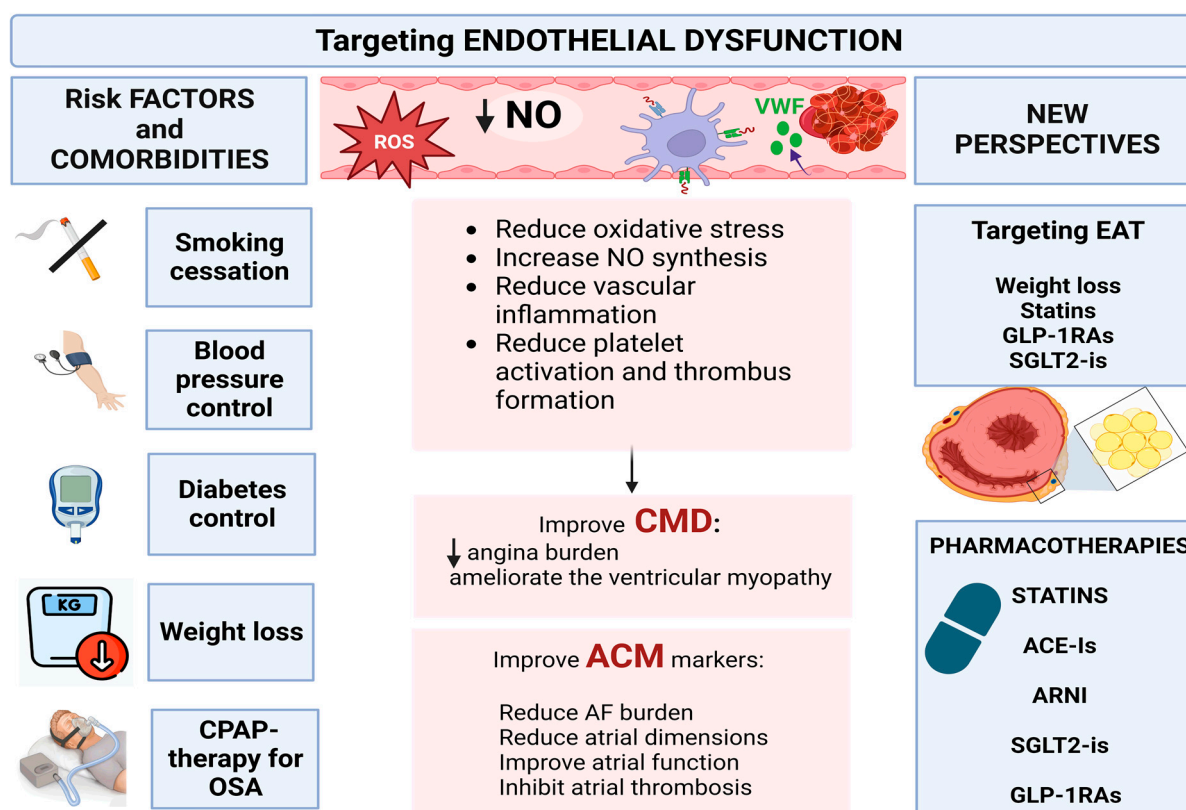 Targeting ENDOTHELIAL DYSFUNCTION
Risk FACTORS
and
COMORBIDITIES
ROS
NO
VWF
NEW
PERSPECTIVES
Smoking
cessation
Blood
pressure
control
Diabetes
control
KG
Weight loss
CPAP-
therapy for
OSA
• Reduce oxidative stress
• Increase NO synthesis
• Reduce vascular
inflammation
• Reduce platelet
activation and thrombus
formation
Improve CMD:
↓ angina burden
ameliorate the ventricular myopathy
Improve ACM markers:
Reduce AF burden
Reduce atrial dimensions
Improve atrial function
Inhibit atrial thrombosis
Targeting EAT
Weight loss
Statins
GLP-1RAs
SGLT2-is
PHARMACOTHERAPIES
STATINS
ACE-Is
ARNI
SGLT2-is
GLP-1RAs